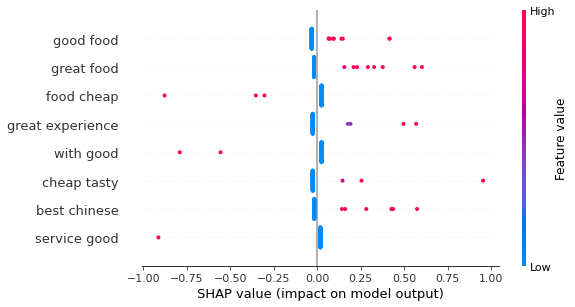 High
good food
great food
food cheap
great experience
with good
cheap tasty
best chinese
service good
Feature value
Low
−1.00 −0.75 −0.50 −0.25 0.00 0.25 0.50 0.75 1.00
SHAP value (impact on model output)